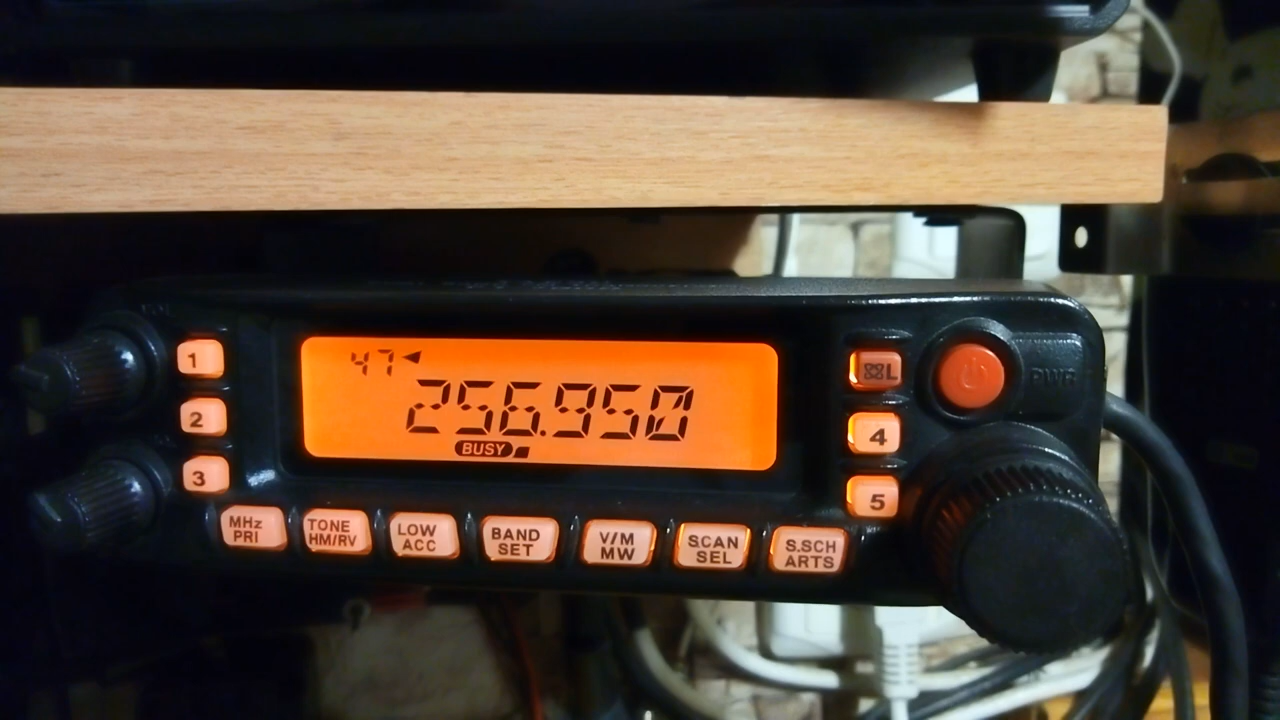 47
256.950
BUSY
1
2
3
L
4
5
PWR
MHz
PRI
TONE
HM/RV
LOW
ACC
BAND
SET
V/M
MW
SCAN
SEL
S.SCH
ARTS